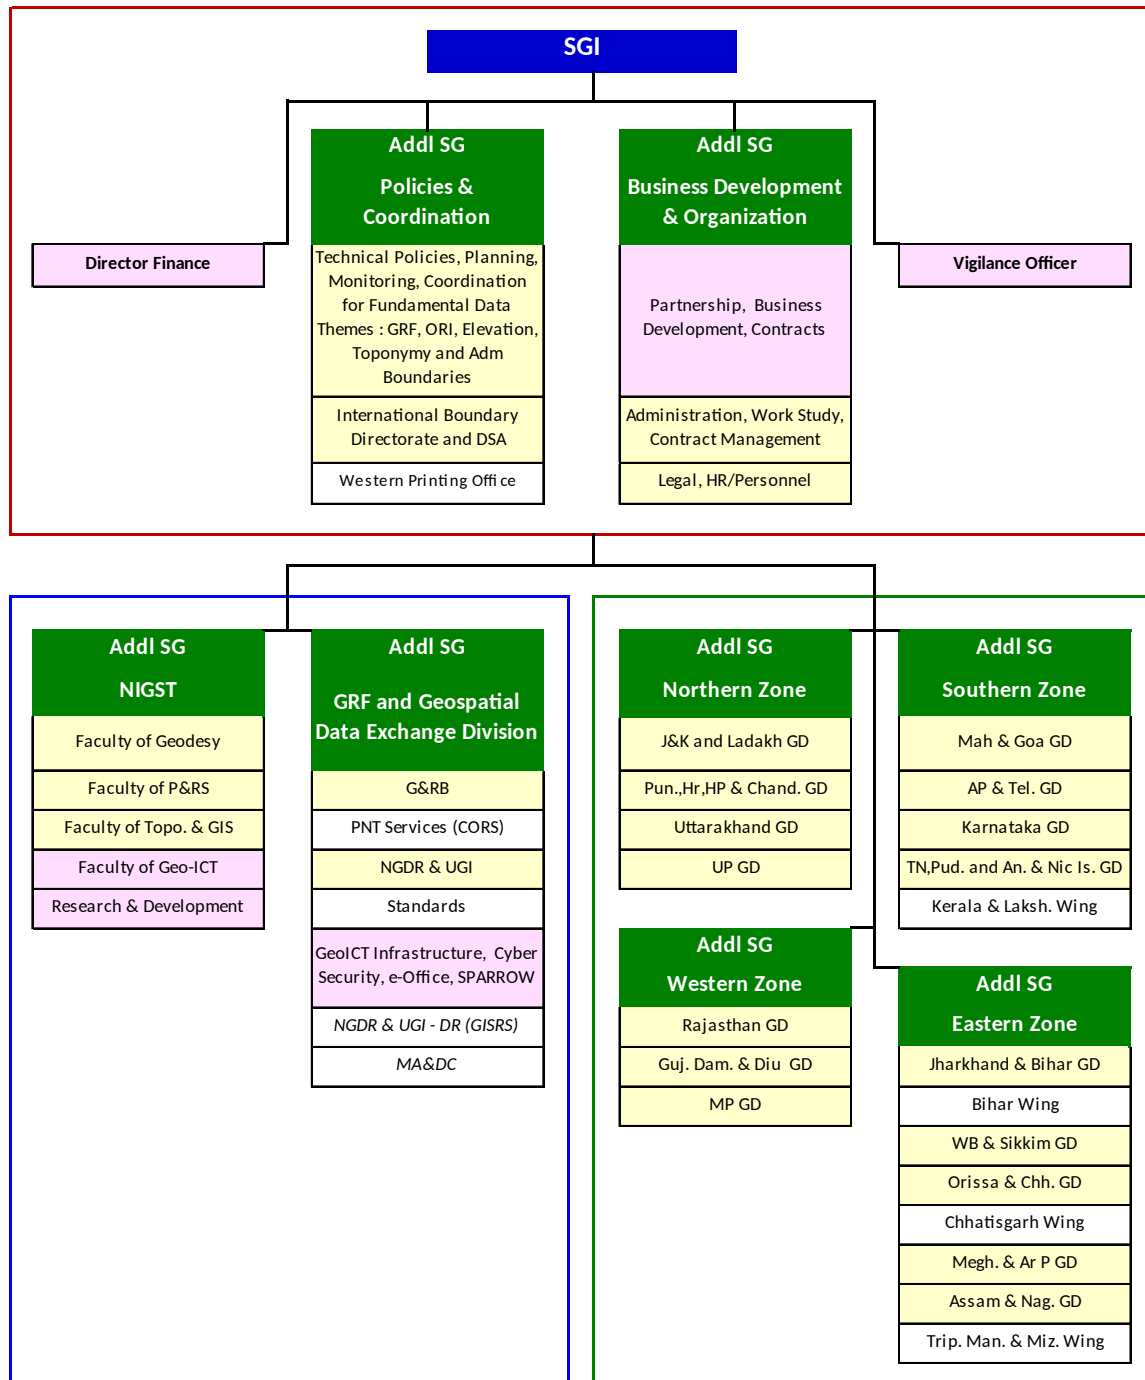 SGI
Addl SG
Policies &
Coordination
Addl SG
Business Development
& Organization
Director Finance
Technical Policies, Planning,
Monitoring, Coordination
for Fundamental Data
Themes : GRF, ORI, Elevation,
Toponymy and Adm
Boundaries
International Boundary
Directorate and DSA
Western Printing Office
Partnership, Business
Development, Contracts
Administration, Work Study,
Contract Management
Legal, HR/Personnel
Vigilance Officer
Addl SG
NIGST
Faculty of Geodesy
Faculty of P&RS
Faculty of Topo. & GIS
Faculty of Geo-ICT
Research & Development
Addl SG
GRF and Geospatial
Data Exchange Division
G&RB
PNT Services (CORS)
NGDR & UGI
Standards
GeoICT Infrastructure, Cyber
Security, e-Office, SPARROW
NGDR & UGI - DR (GISRS)
MA&DC
Addl SG
Northern Zone
J&K and Ladakh GD
Pun.,Hr,HP & Chand. GD
Uttarakhand GD
UP GD
Addl SG
Southern Zone
Mah & Goa GD
AP & Tel. GD
Karnataka GD
TN,Pud. and An. & Nic Is. GD
Kerala & Laksh. Wing
Addl SG
Western Zone
Rajasthan GD
Guj. Dam. & Diu GD
MP GD
Addl SG
Eastern Zone
Jharkhand & Bihar GD
Bihar Wing
WB & Sikkim GD
Orissa & Chh. GD
Chhatisgarh Wing
Megh. & Ar P GD
Assam & Nag. GD
Trip. Man. & Miz. Wing